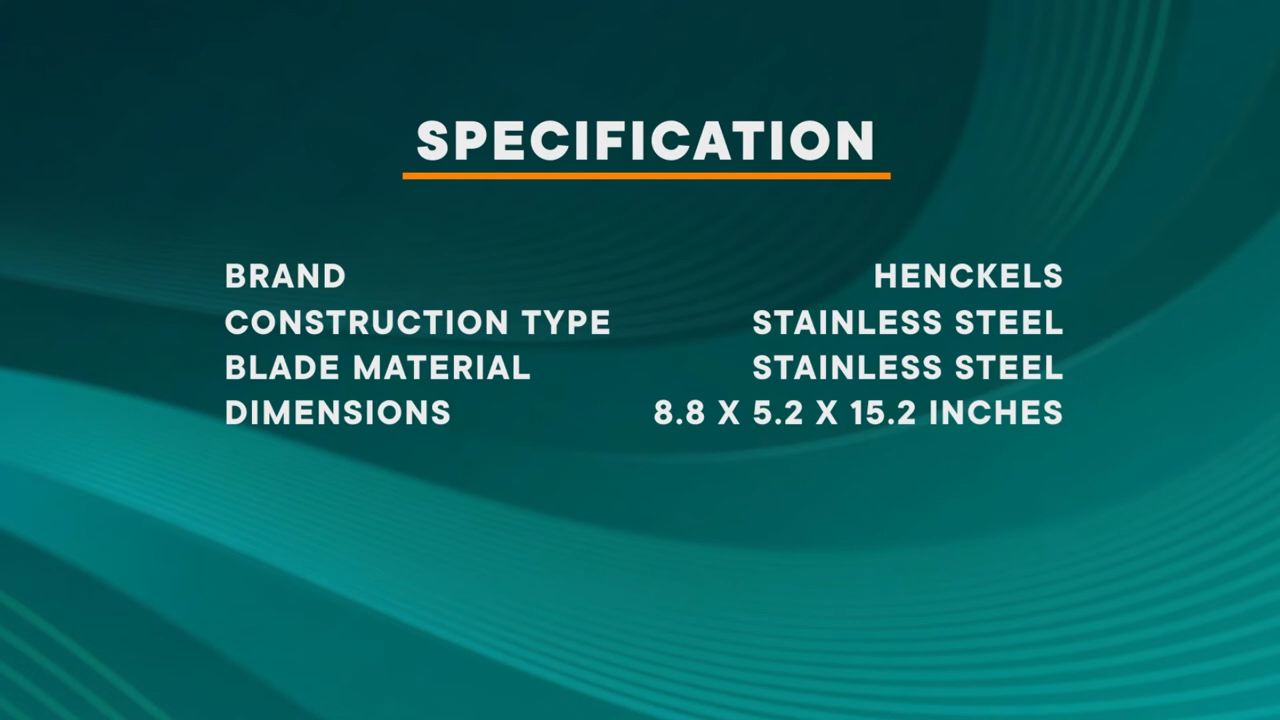 SPECIFICATION
BRAND HENCKELS
CONSTRUCTION TYPE STAINLESS STEEL
BLADE MATERIAL STAINLESS STEEL
DIMENSIONS 8.8 X 5.2 X 15.2 INCHES